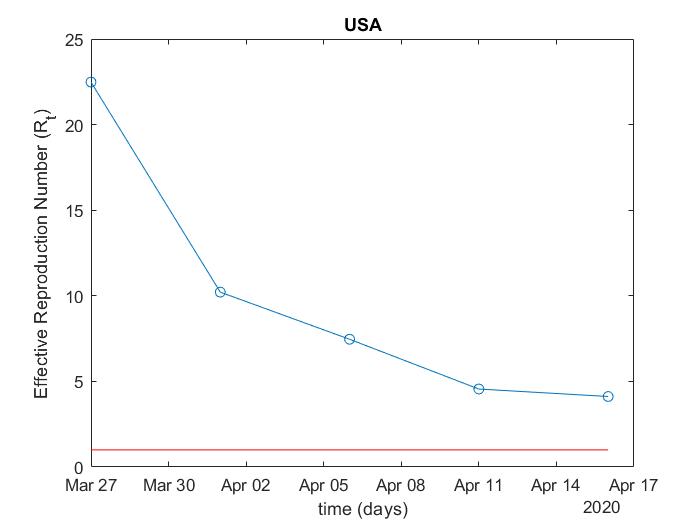 USA
Effective Reproduction Number (Rt)
25
20
15
10
5
0
Mar 27 Mar 30 Apr 02 Apr 05 Apr 08 Apr 11 Apr 14 Apr 17
time (days)
2020